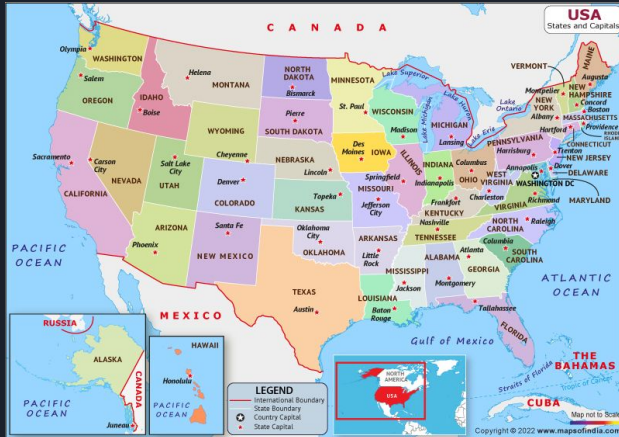 USA
States and Capitals
CANADA
Olympia
WASHINGTON
Salem
OREGON
Helena
MONTANA
IDAHO
Boise
NORTH
DAKOTA
Bismarck
MINNESOTA
St. Paul
Lake Superior
WISCONSIN
Madison
Lake Michigan
Lake Huron
MICHIGAN
Lansing
Lake
Ontario
Lake Erie
VERMONT
Montpelier
MAINE
Augusta
NEW
HAMPSHIRE
Concord
Boston
MASSACHUSETTS
NEW
YORK
Albany
Hartford
Providence
RHODE
ISLAND
CONNECTICUT
WYOMING
Cheyenne
Pierre
SOUTH DAKOTA
Sacramento
Carson
City
NEVADA
CALIFORNIA
Salt Lake
City
UTAH
Denver
COLORADO
NEBRASKA
Lincoln
Des
Moines
IOWA
Topeka
KANSAS
ILLINOIS
Springfield
MISSOURI
Jefferson
City
INDIANA
Indianapolis
Columbus
OHIO
WEST
VIRGINIA
Charleston
PENNSYLVANIA
Harrisburg
Trenton
NEW JERSEY
Annapolis
Dover
DELAWARE
WASHINGTON DC
MARYLAND
Richmond
VIRGINIA
Frankfort
KENTUCKY
Nashville
TENNESSEE
NORTH
CAROLINA
Raleigh
Columbia
SOUTH
CAROLINA
PACIFIC
OCEAN
ARIZONA
Phoenix
Santa Fe
NEW MEXICO
Oklahoma
City
OKLAHOMA
ARKANSAS
Little
Rock
MISSISSIPPI
Jackson
ALABAMA
Montgomery
Atlanta
GEORGIA
ATLANTIC
OCEAN
TEXAS
Austin
LOUISIANA
Baton
Rouge
Tallahassee
FLORIDA
MEXICO
Gulf of Mexico
Straits of Florida
THE
BAHAMAS
Tropic of Cancer
CUBA
RUSSIA
ALASKA
CANADA
PACIFIC
OCEAN
Juneau
HAWAII
Honolulu
PACIFIC
OCEAN
LEGEND
International Boundary
State Boundary
Country Capital
State Capital
NORTH
AMERICA
USA
Map not to Scale
Copyright © 2022 www.mapsofindia.com